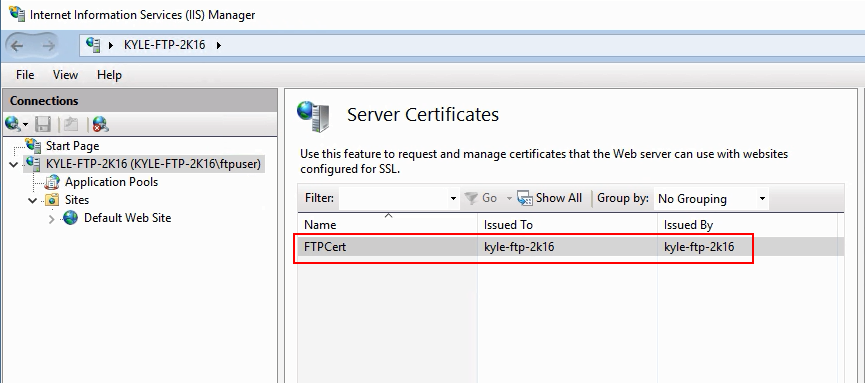 Internet Information Services (IIS) Manager
KYLE-FTP-2K16
File View Help
Connections
Start Page
KYLE-FTP-2K16 (KYLE-FTP-2K16\ftpuser)
Application Pools
Sites
Default Web Site
Server Certificates
Use this feature to request and manage certificates that the Web server can use with websites
configured for SSL.
Filter: Go Show All Group by: No Grouping
Name Issued To Issued By
FTPCert kyle-ftp-2k16 kyle-ftp-2k16